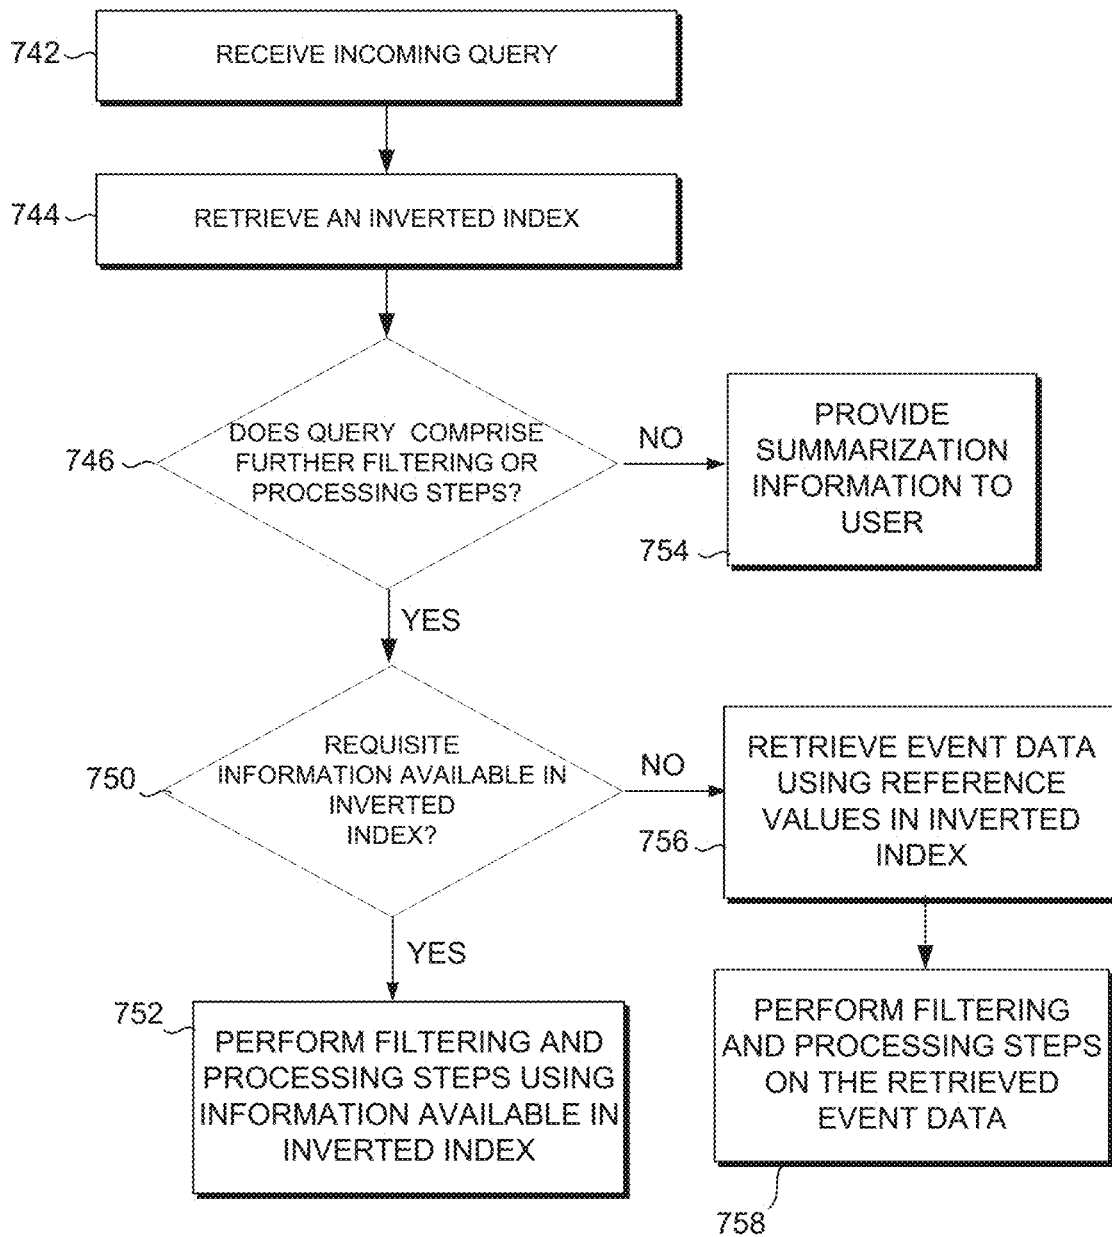 742
RECEIVE INCOMING QUERY
744
RETRIEVE AN INVERTED INDEX
746
DOES QUERY COMPRISE
FURTHER FILTERING OR
PROCESSING STEPS?
NO
PROVIDE
SUMMARIZATION
INFORMATION TO
USER
754
YES
750
REQUISITE
INFORMATION AVAILABLE IN
INVERTED
INDEX?
NO
RETRIEVE EVENT DATA
USING REFERENCE
VALUES IN INVERTED
INDEX
756
YES
752
PERFORM FILTERING AND
PROCESSING STEPS USING
INFORMATION AVAILABLE IN
INVERTED INDEX
PERFORM FILTERING
AND PROCESSING STEPS
ON THE RETRIEVED
EVENT DATA
758